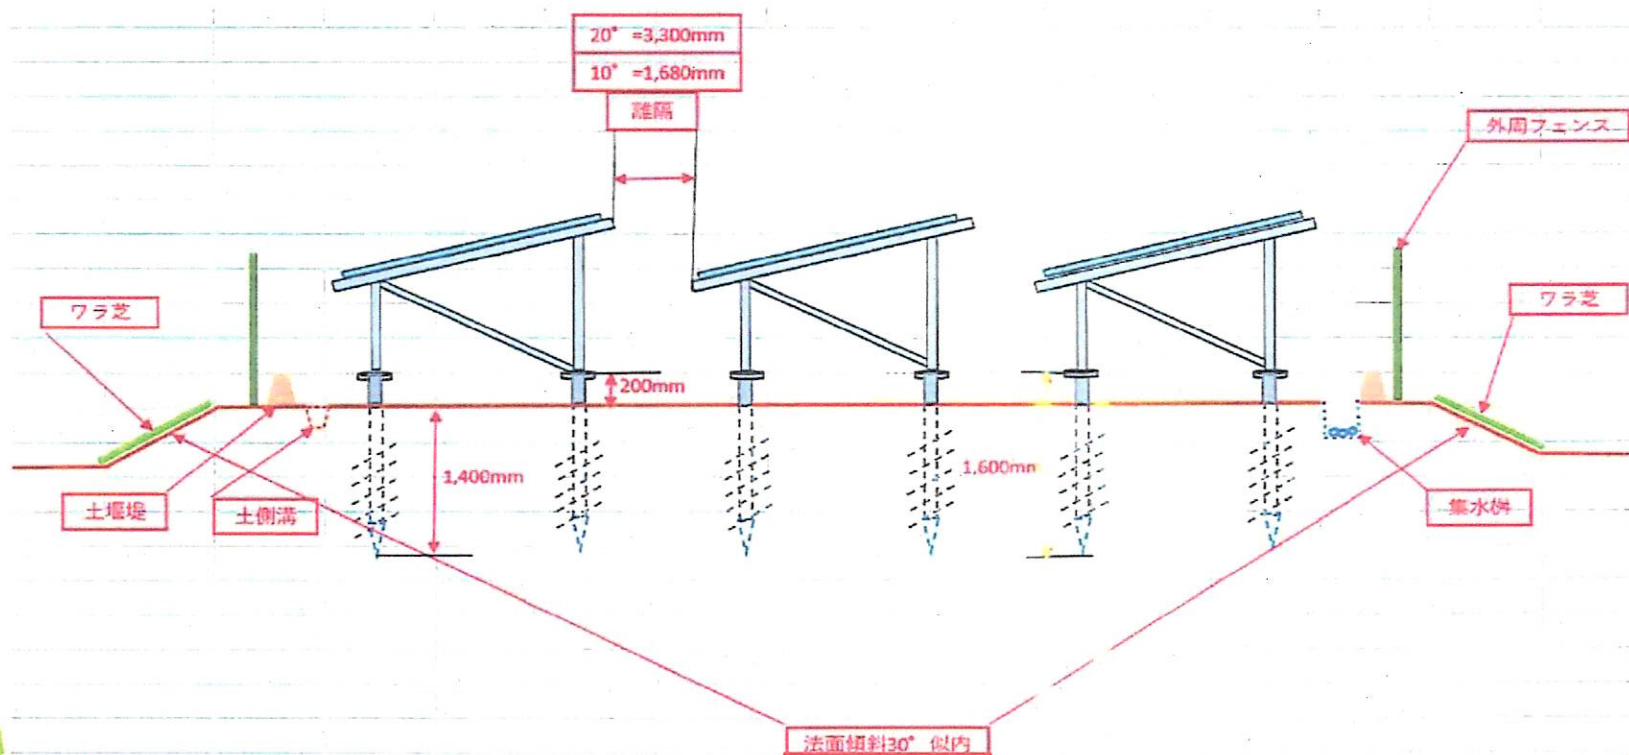 20° =3,300mm
10° =1,680mm
離隔
外周フェンス
ワラ芝
ワラ芝
200mm
1,400mm
1,600mm
土堰堤
土側溝
集水桝
法面傾斜30° 似内